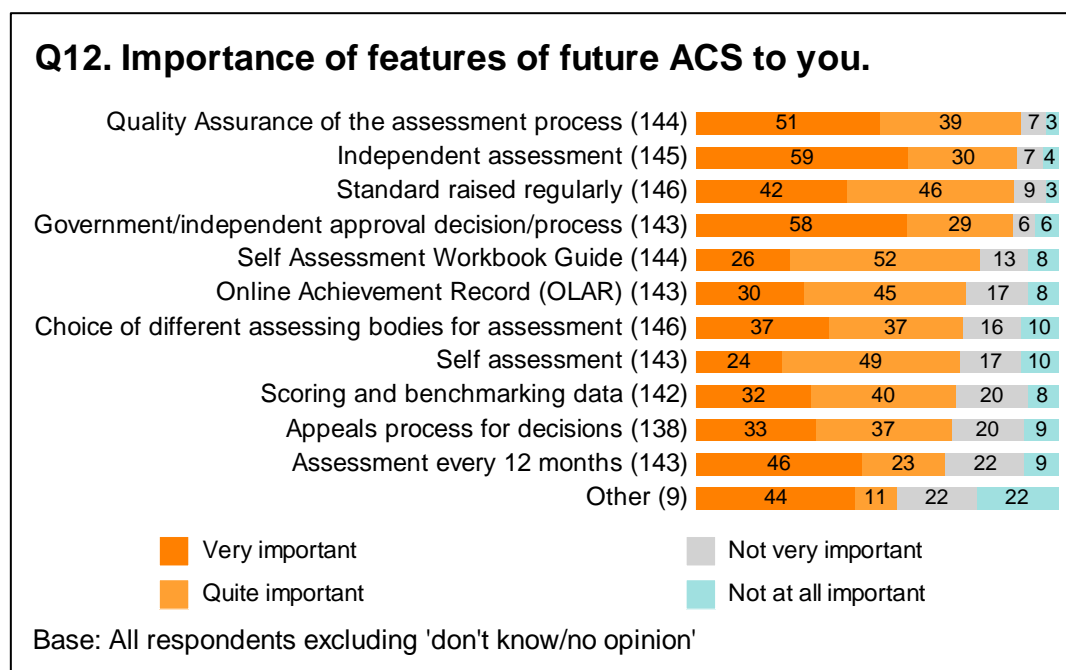 Q12. Importance of features of future ACS to you.
Quality Assurance of the assessment process (144) 51 39 7 3
Independent assessment (145) 59 30 7 4
Standard raised regularly (146) 42 46 9 3
Government/independent approval decision/process (143) 58 29 6 6
Self Assessment Workbook Guide (144) 26 52 13 8
Online Achievement Record (OLAR) (143) 30 45 17 8
Choice of different assessing bodies for assessment (146) 37 37 16 10
Self assessment (143) 24 49 17 10
Scoring and benchmarking data (142) 32 40 20 8
Appeals process for decisions (138) 33 37 20 9
Assessment every 12 months (143) 46 23 22 9
Other (9) 44 11 22 22
Very important Not very important
Quite important Not at all important
Base: All respondents excluding 'don't know/no opinion'